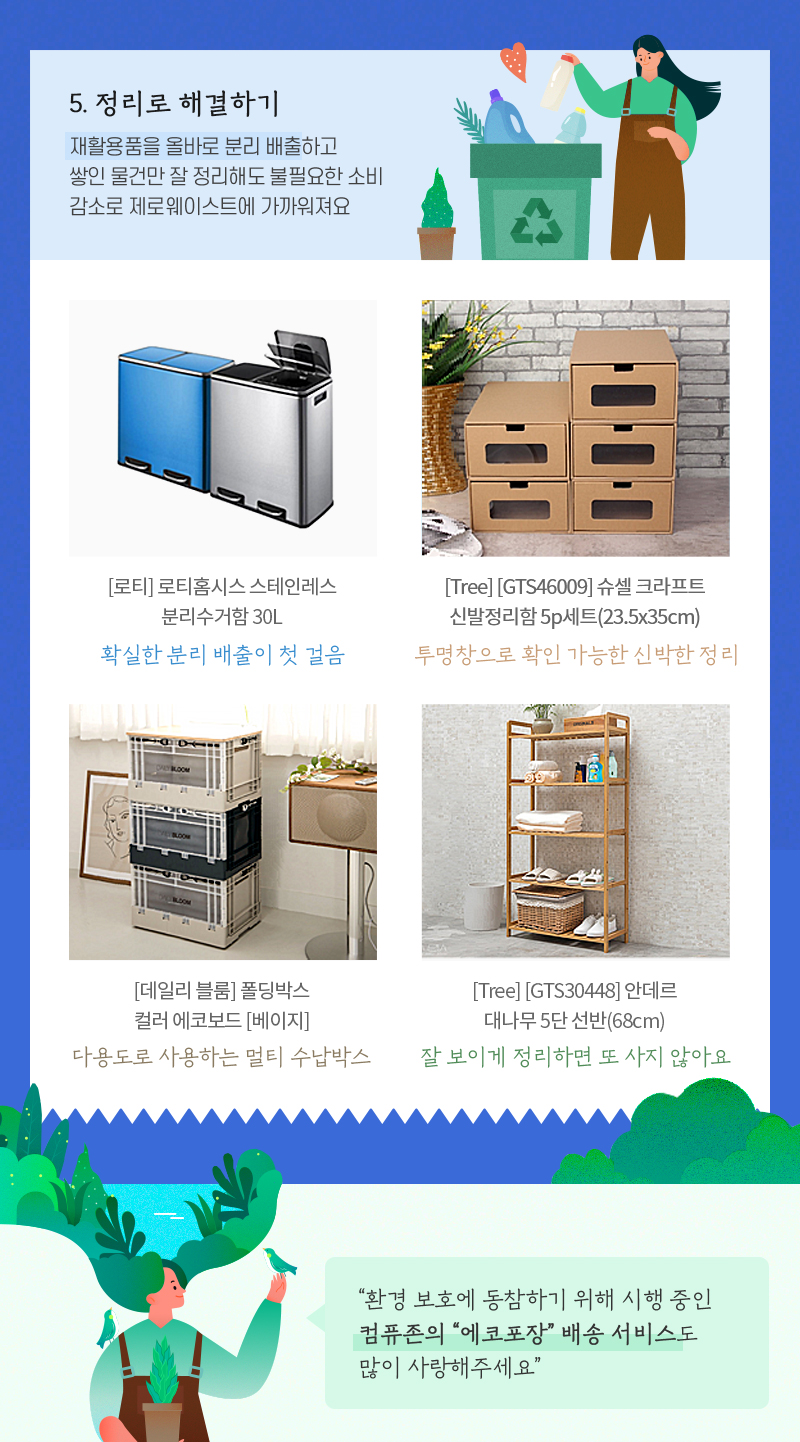 5. 정리로 해결하기
재활용품을 올바로 분리 배출하고
쌓인 물건만 잘 정리해도 불필요한 소비
감소로 제로웨이스트에 가까워져요
[로티] 로티홈시스 스테인레스
분리수거함 30L
확실한 분리 배출이 첫 걸음
[Tree] [GTS46009] 슈셀 크라프트
신발정리함 5p세트(23.5x35cm)
투명창으로 확인 가능한 신박한 정리
BLOOM
BLOOM
BLOOM
[데일리 블룸] 폴딩박스
컬러 에코보드 [베이지]
다용도로 사용하는 멀티 수납박스
[Tree] [GTS30448] 안데르
대나무 5단 선반(68cm)
잘 보이게 정리하면 또 사지 않아요
“환경 보호에 동참하기 위해 시행 중인
컴퓨존의 “에코포장” 배송 서비스도
많이 사랑해주세요”